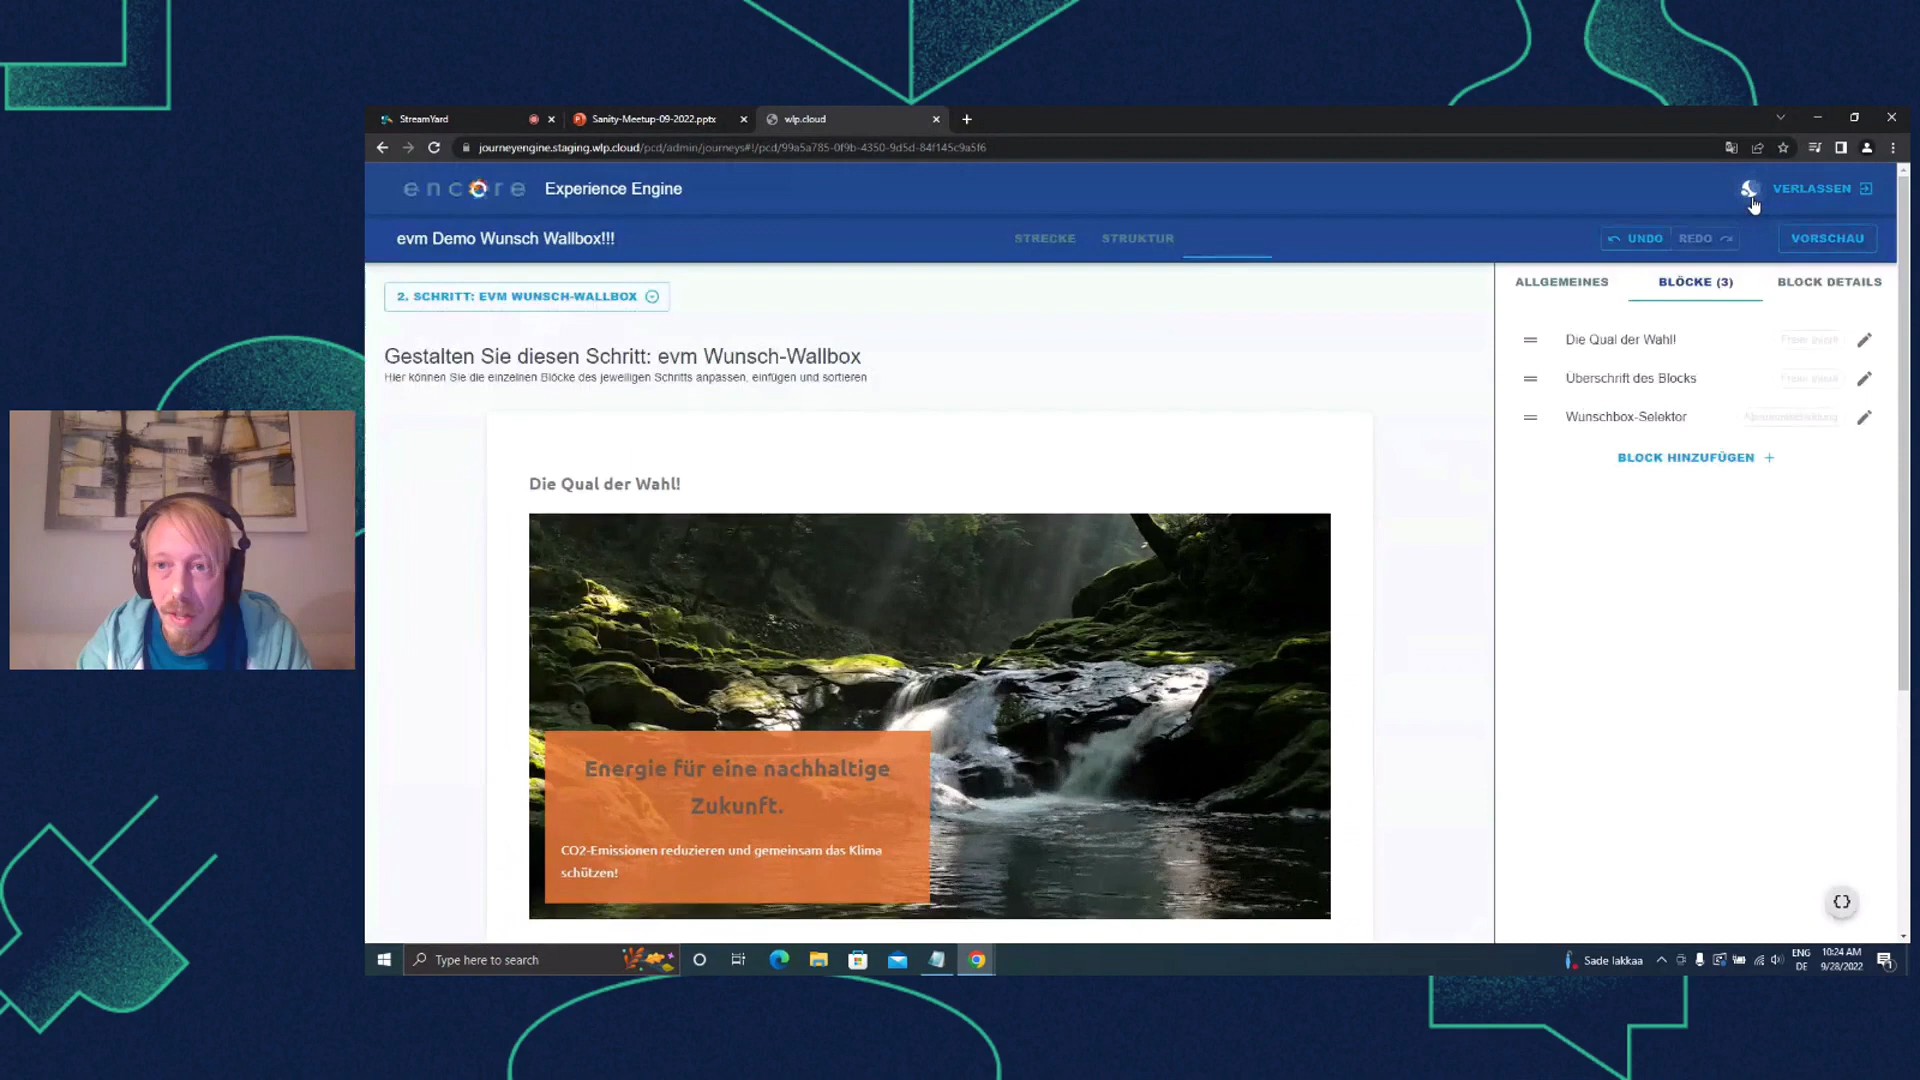 StreamYard
Sanity-Meetup-09-2022.pptx
wlp.cloud
journeyengine.staging.wlp.cloud/pcd/admin/journeys#!/pcd/99a5a785-0f9b-4350-9d5d-84f145c9a5f6
encore
Experience Engine
VERLASSEN
evm Demo Wunsch Wallbox!!!
STRECKE
STRUKTUR
UNDO
REDO
VORSCHAU
2. SCHRITT: EVM WUNSCH-WALLBOX
ALLGEMEINES
BLÖCKE (3)
BLOCK DETAILS
Gestalten Sie diesen Schritt: evm Wunsch-Wallbox
Hier können Sie die einzelnen Blöcke des jeweiligen Schritts anpassen, einfügen und sortieren
Die Qual der Wahl!
Überschrift des Blocks
Wunschbox-Selektor
BLOCK HINZUFÜGEN +
Die Qual der Wahl!
Energie für eine nachhaltige
Zukunft.
CO2-Emissionen reduzieren und gemeinsam das Klima
schützen!
{}
Type here to search
Sade lakkaa
ENG
DE
10:24 AM
9/28/2022
1